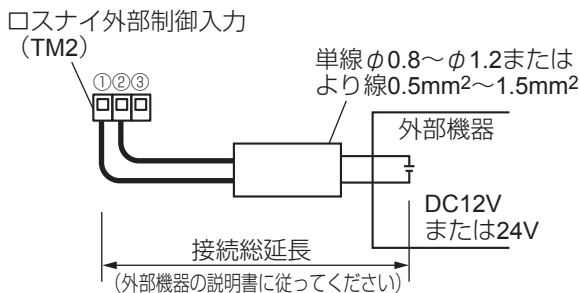 ロスナイ外部制御入力
（TM2）
①②③
単線φ0.8～φ1.2または
より線0.5mm²～1.5mm²
外部機器
DC12V
または24V
接続総延長
（外部機器の説明書に従ってください）